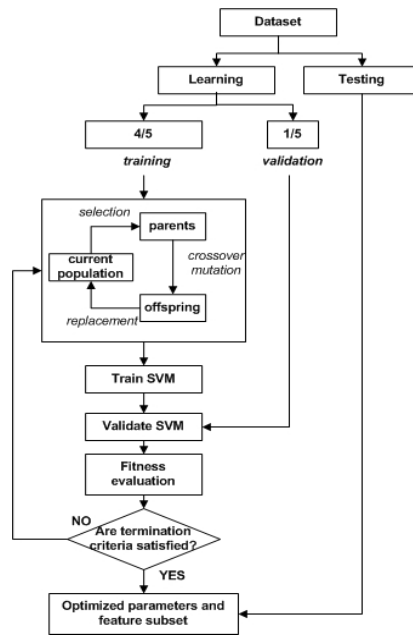 Dataset
Learning
Testing
4/5
1/5
training
validation
selection
parents
current
population
crossover
mutation
replacement
offspring
Train SVM
Validate SVM
Fitness
evaluation
NO
Are termination
criteria satisfied?
YES
Optimized parameters and
feature subset